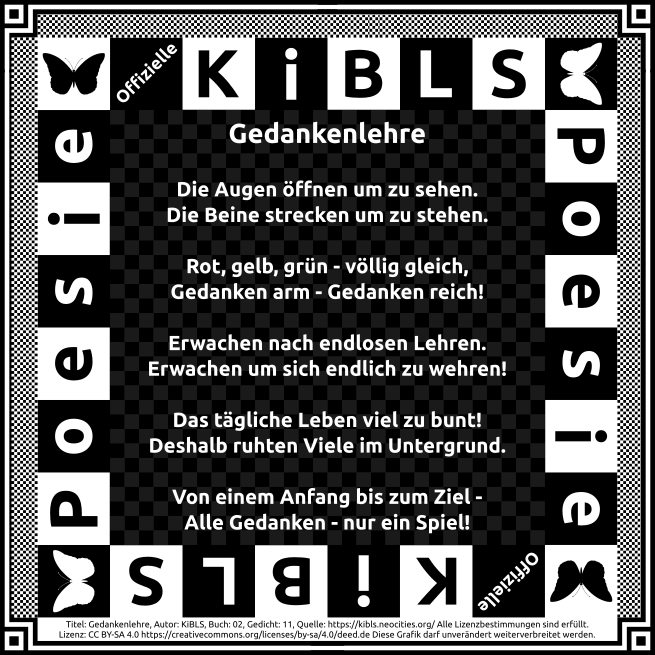 Offizielle
KiBLS
Poesie
Poesie
Gedankenlehre
Die Augen öffnen um zu sehen.
Die Beine strecken um zu stehen.
Rot, gelb, grün - völlig gleich,
Gedanken arm - Gedanken reich!
Erwachen nach endlosen Lehren.
Erwachen um sich endlich zu wehren!
Das tägliche Leben viel zu bunt!
Deshalb ruhten Viele im Untergrund.
Von einem Anfang bis zum Ziel -
Alle Gedanken - nur ein Spiel!
Offizielle
KiBLS
Titel: Gedankenlehre, Autor: KiBLS, Buch: 02, Gedicht: 11, Quelle: https://kibls.neocities.org/ Alle Lizenzbestimmungen sind erfüllt.
Lizenz: CC BY-SA 4.0 https://creativecommons.org/licenses/by-sa/4.0/deed.de Diese Grafik darf unverändert weiterverbreitet werden.